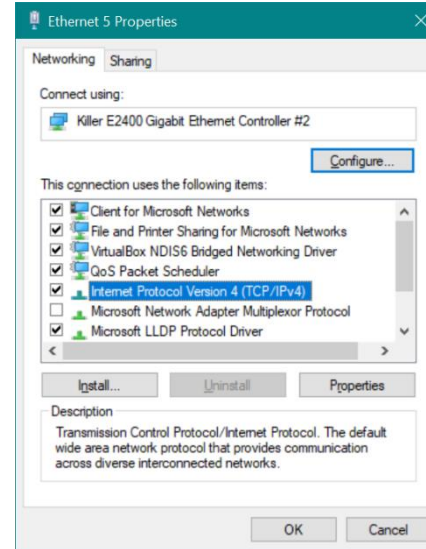 Ethernet 5 Properties
Networking Sharing
Connect using:
Killer E2400 Gigabit Ethernet Controller #2
Configure...
This connection uses the following items:
Client for Microsoft Networks
File and Printer Sharing for Microsoft Networks
VirtualBox NDIS6 Bridged Networking Driver
QoS Packet Scheduler
Internet Protocol Version 4 (TCP/IPv4)
Microsoft Network Adapter Multiplexor Protocol
Microsoft LLDP Protocol Driver
Install... Uninstall Properties
Description
Transmission Control Protocol/Internet Protocol. The default
wide area network protocol that provides communication
across diverse interconnected networks.
OK Cancel